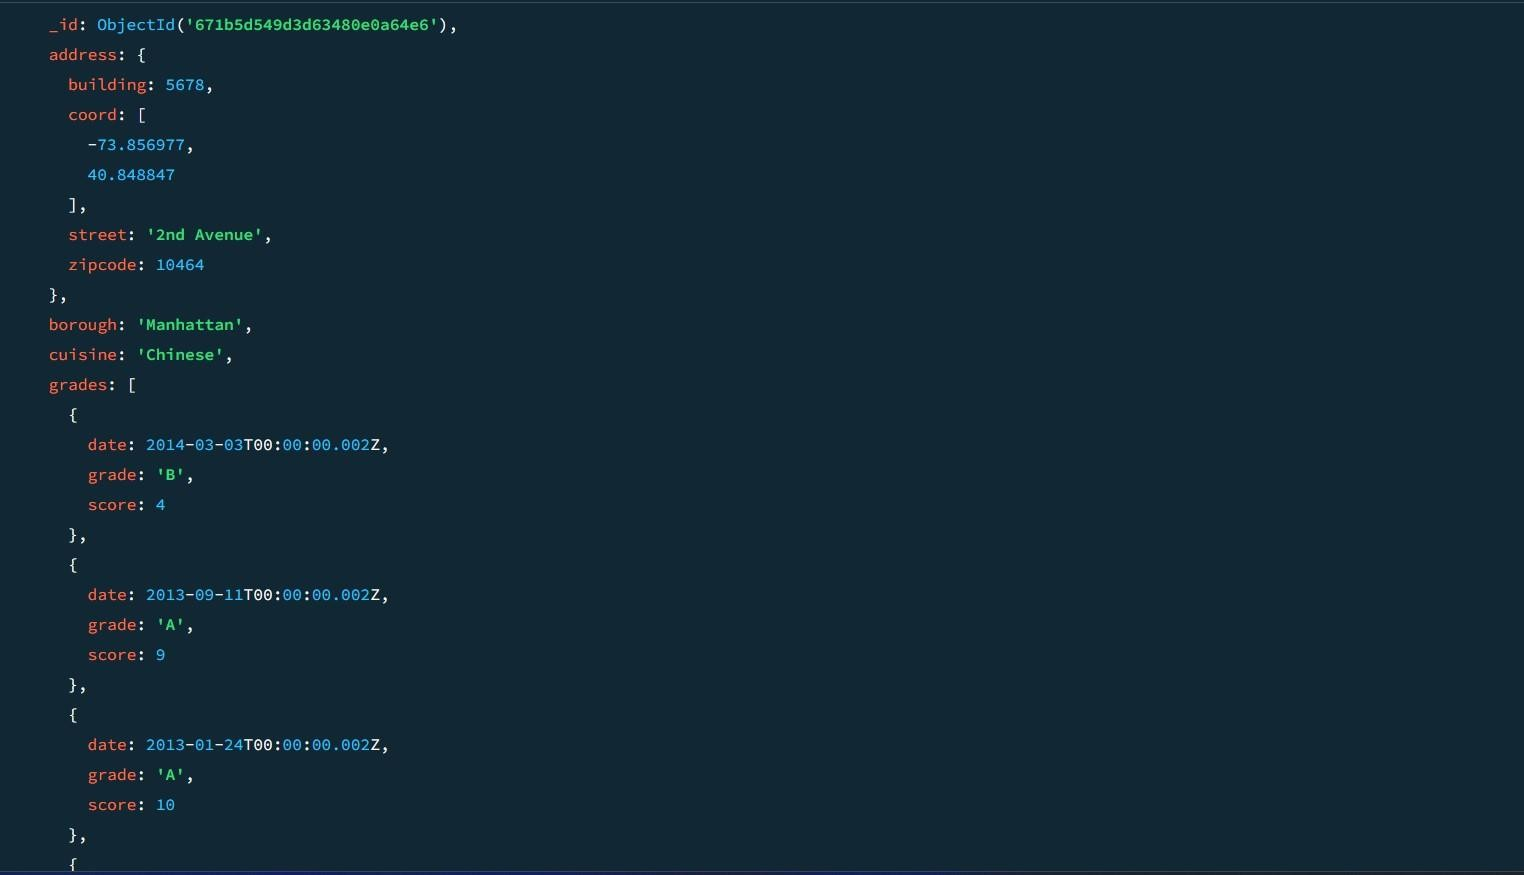 _id: ObjectId('671b5d549d3d63480e0a64e6'),
address: {
building: 5678,
coord: [
-73.856977,
40.848847
],
street: '2nd Avenue',
zipcode: 10464
},
borough: 'Manhattan',
cuisine: 'Chinese',
grades: [
{
date: 2014-03-03T00:00:00.002Z,
grade: 'B',
score: 4
},
{
date: 2013-09-11T00:00:00.002Z,
grade: 'A',
score: 9
},
{
date: 2013-01-24T00:00:00.002Z,
grade: 'A',
score: 10
},
{